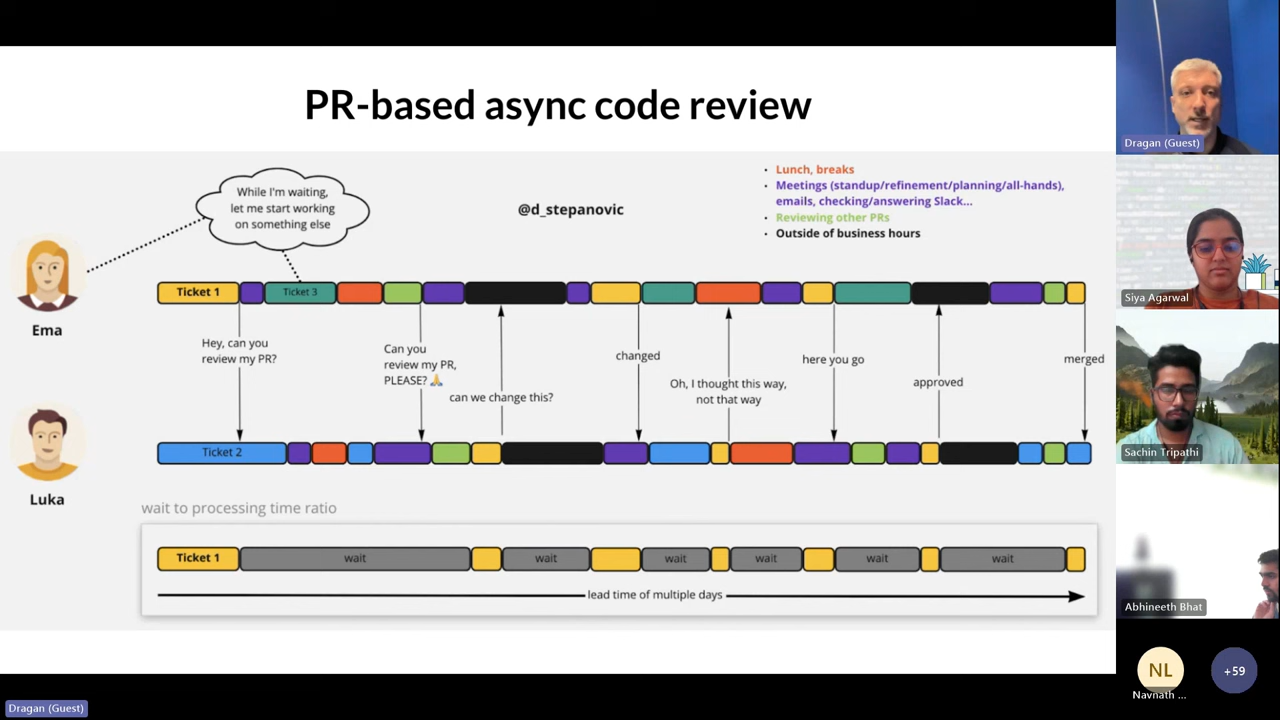 PR-based async code review
While I'm waiting,
let me start working
on something else
@d_stepanovic
• Lunch, breaks
• Meetings (standup/refinement/planning/all-hands),
emails, checking/answering Slack...
• Reviewing other PRs
• Outside of business hours
Ema
Ticket 1
Ticket 3
Hey, can you
review my PR?
Can you
review my PR,
PLEASE? 🙏
can we change this?
changed
Oh, I thought this way,
not that way
here you go
approved
merged
Luka
Ticket 2
wait to processing time ratio
Ticket 1
wait
wait
wait
wait
wait
wait
lead time of multiple days
Dragan (Guest)
Siya Agarwal
Sachin Tripathi
Abhineeth Bhat
NL
Navnath ...
+59
Dragan (Guest)